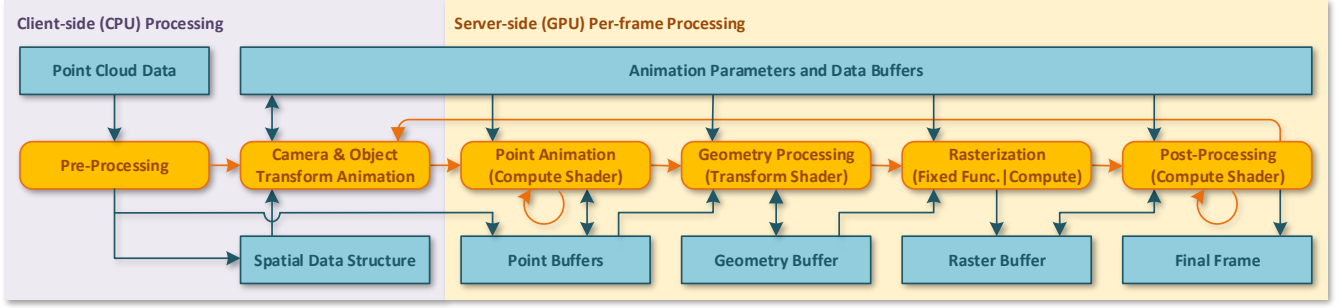 Client-side (CPU) Processing
Server-side (GPU) Per-frame Processing
Point Cloud Data
Animation Parameters and Data Buffers
Pre-Processing
Camera & Object
Transform Animation
Point Animation
(Compute Shader)
Geometry Processing
(Transform Shader)
Rasterization
(Fixed Func.|Compute)
Post-Processing
(Compute Shader)
Spatial Data Structure
Point Buffers
Geometry Buffer
Raster Buffer
Final Frame